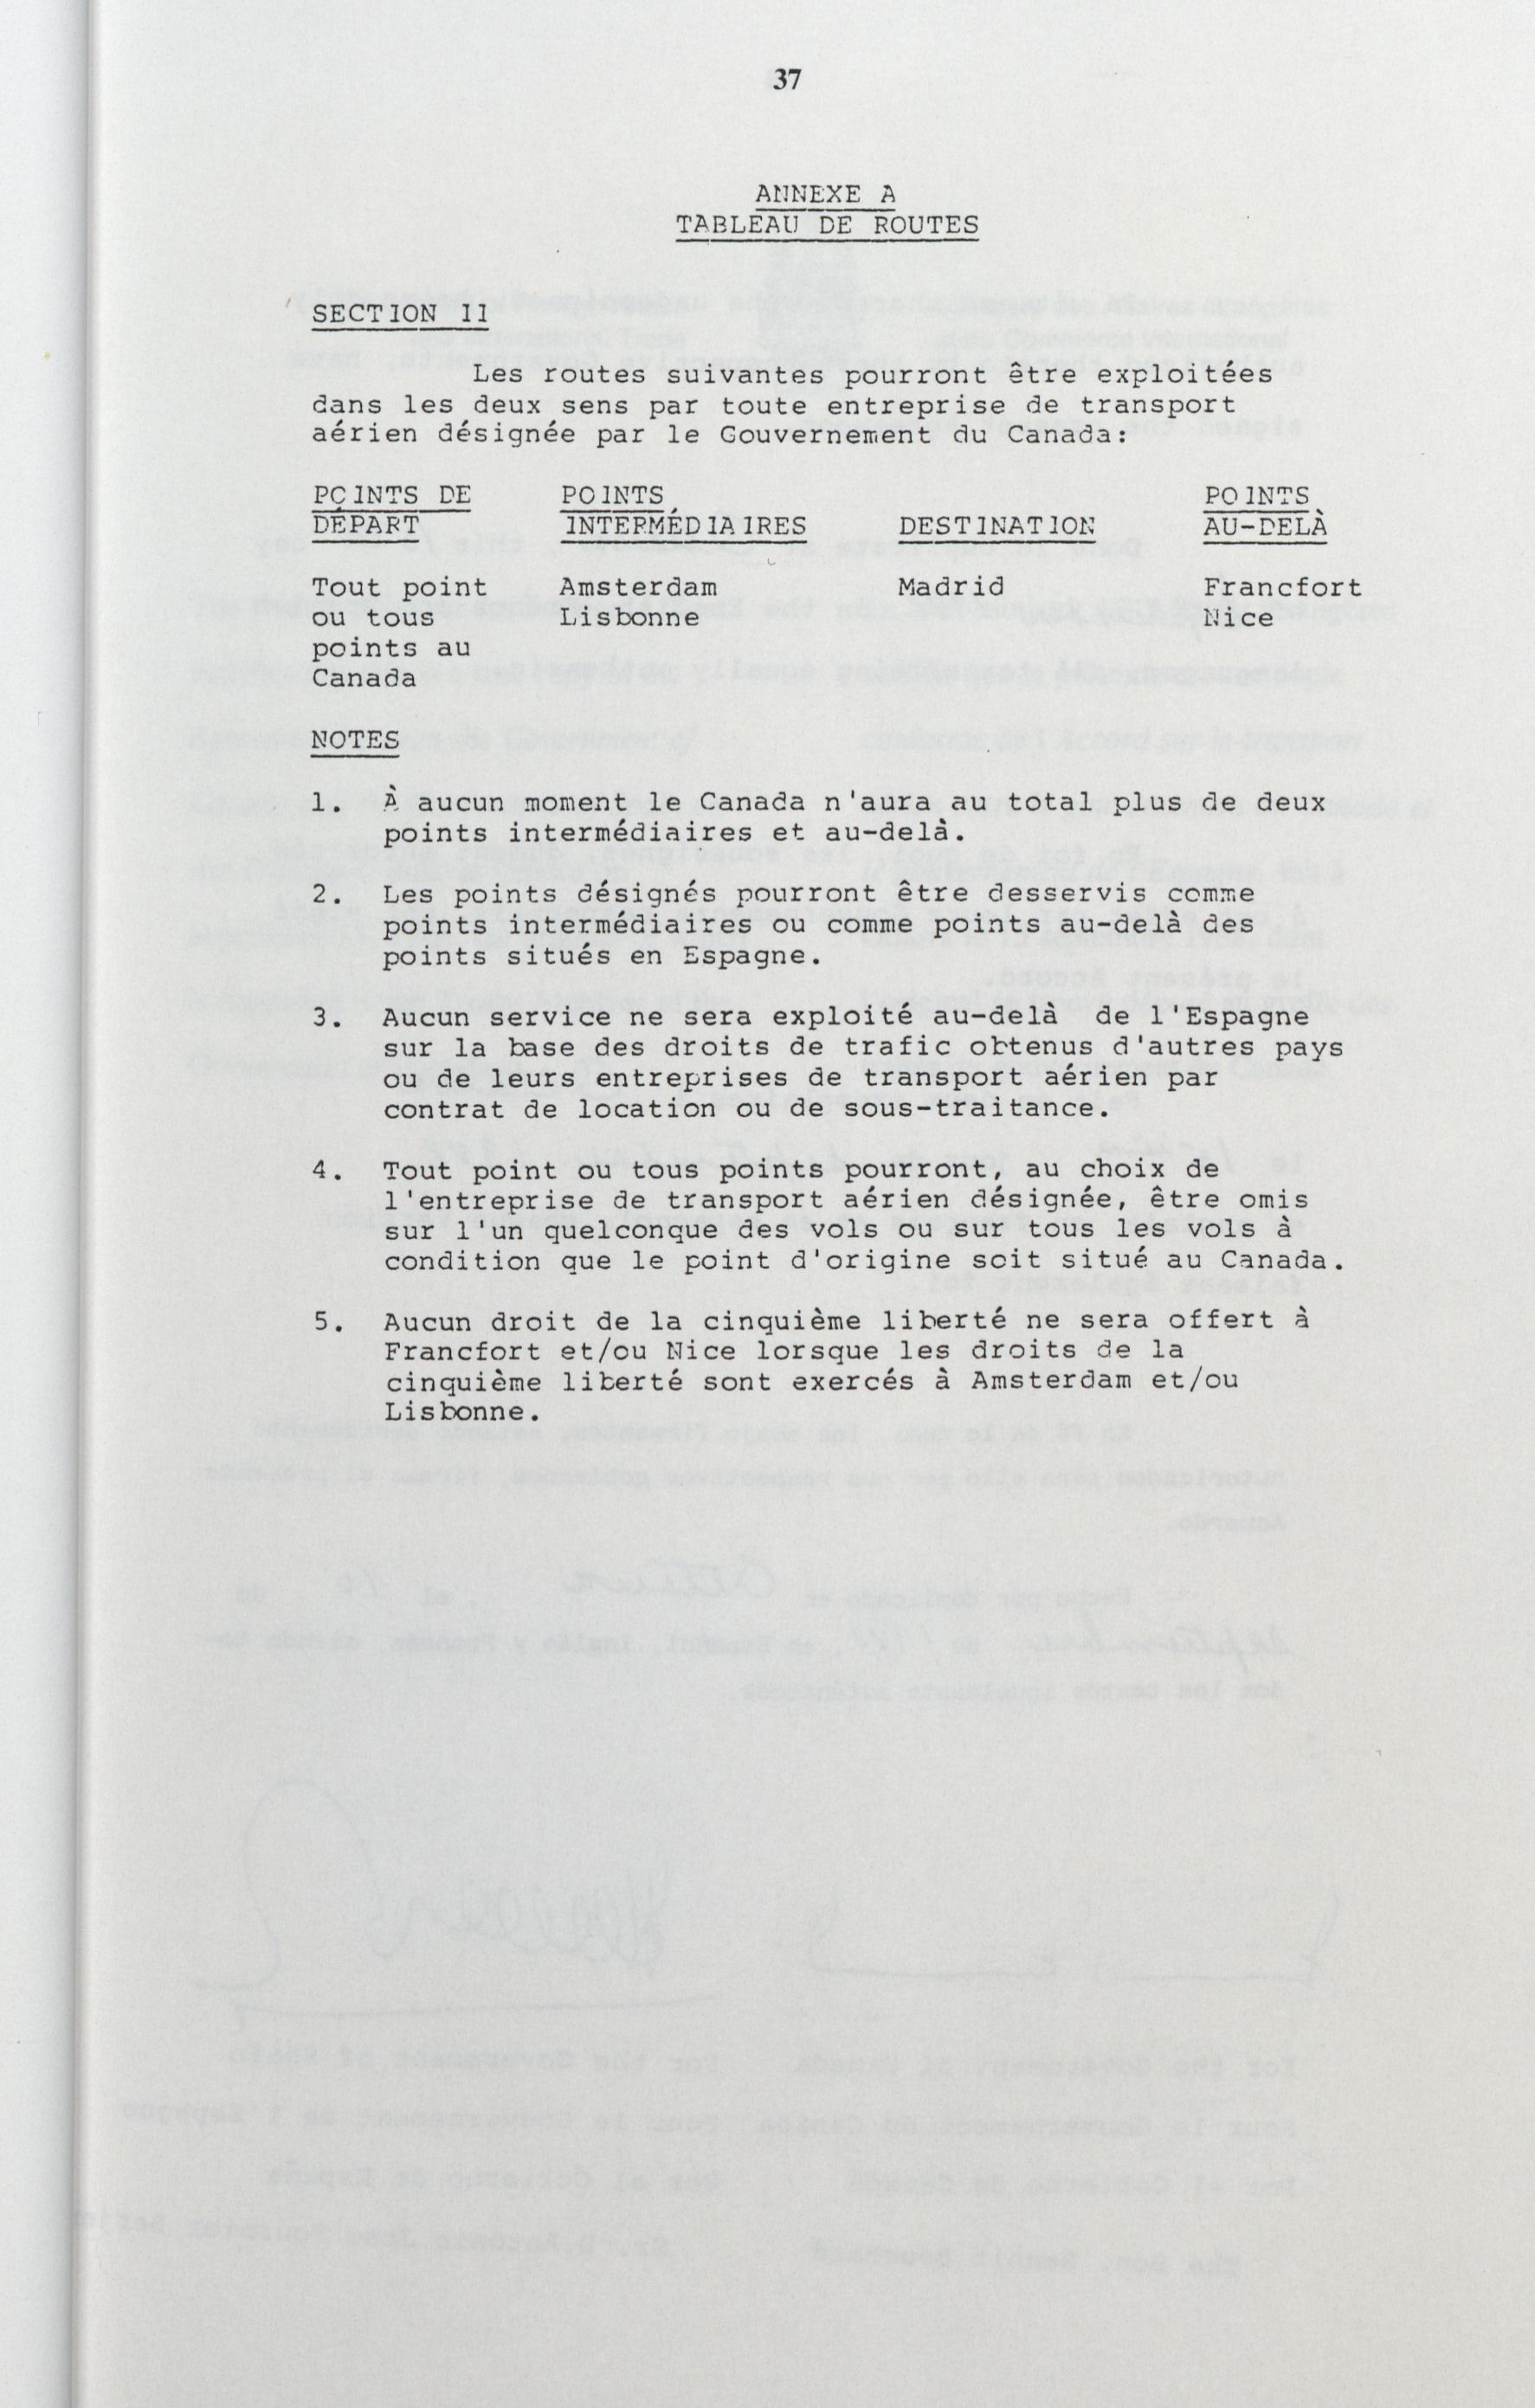 37
ANNEXE A
TABLEAU DE ROUTES
SECTION II
Les routes suivantes pourront être exploitées
dans les deux sens par toute entreprise de transport
aérien désignée par le Gouvernement du Canada:
POINTS DE POINTS POINTS
DÉPART INTERMÉDIAIRES DESTINATION AU-DELÀ
Tout point Amsterdam Madrid Francfort
ou tous Lisbonne Nice
points au
Canada
NOTES
1. À aucun moment le Canada n'aura au total plus de deux
points intermédiaires et au-delà.
2. Les points désignés pourront être desservis comme
points intermédiaires ou comme points au-delà des
points situés en Espagne.
3. Aucun service ne sera exploité au-delà de l'Espagne
sur la base des droits de trafic obtenus d'autres pays
ou de leurs entreprises de transport aérien par
contrat de location ou de sous-traitance.
4. Tout point ou tous points pourront, au choix de
l'entreprise de transport aérien désignée, être omis
sur l'un quelconque des vols ou sur tous les vols à
condition que le point d'origine soit situé au Canada.
5. Aucun droit de la cinquième liberté ne sera offert à
Francfort et/ou Nice lorsque les droits de la
cinquième liberté sont exercés à Amsterdam et/ou
Lisbonne.